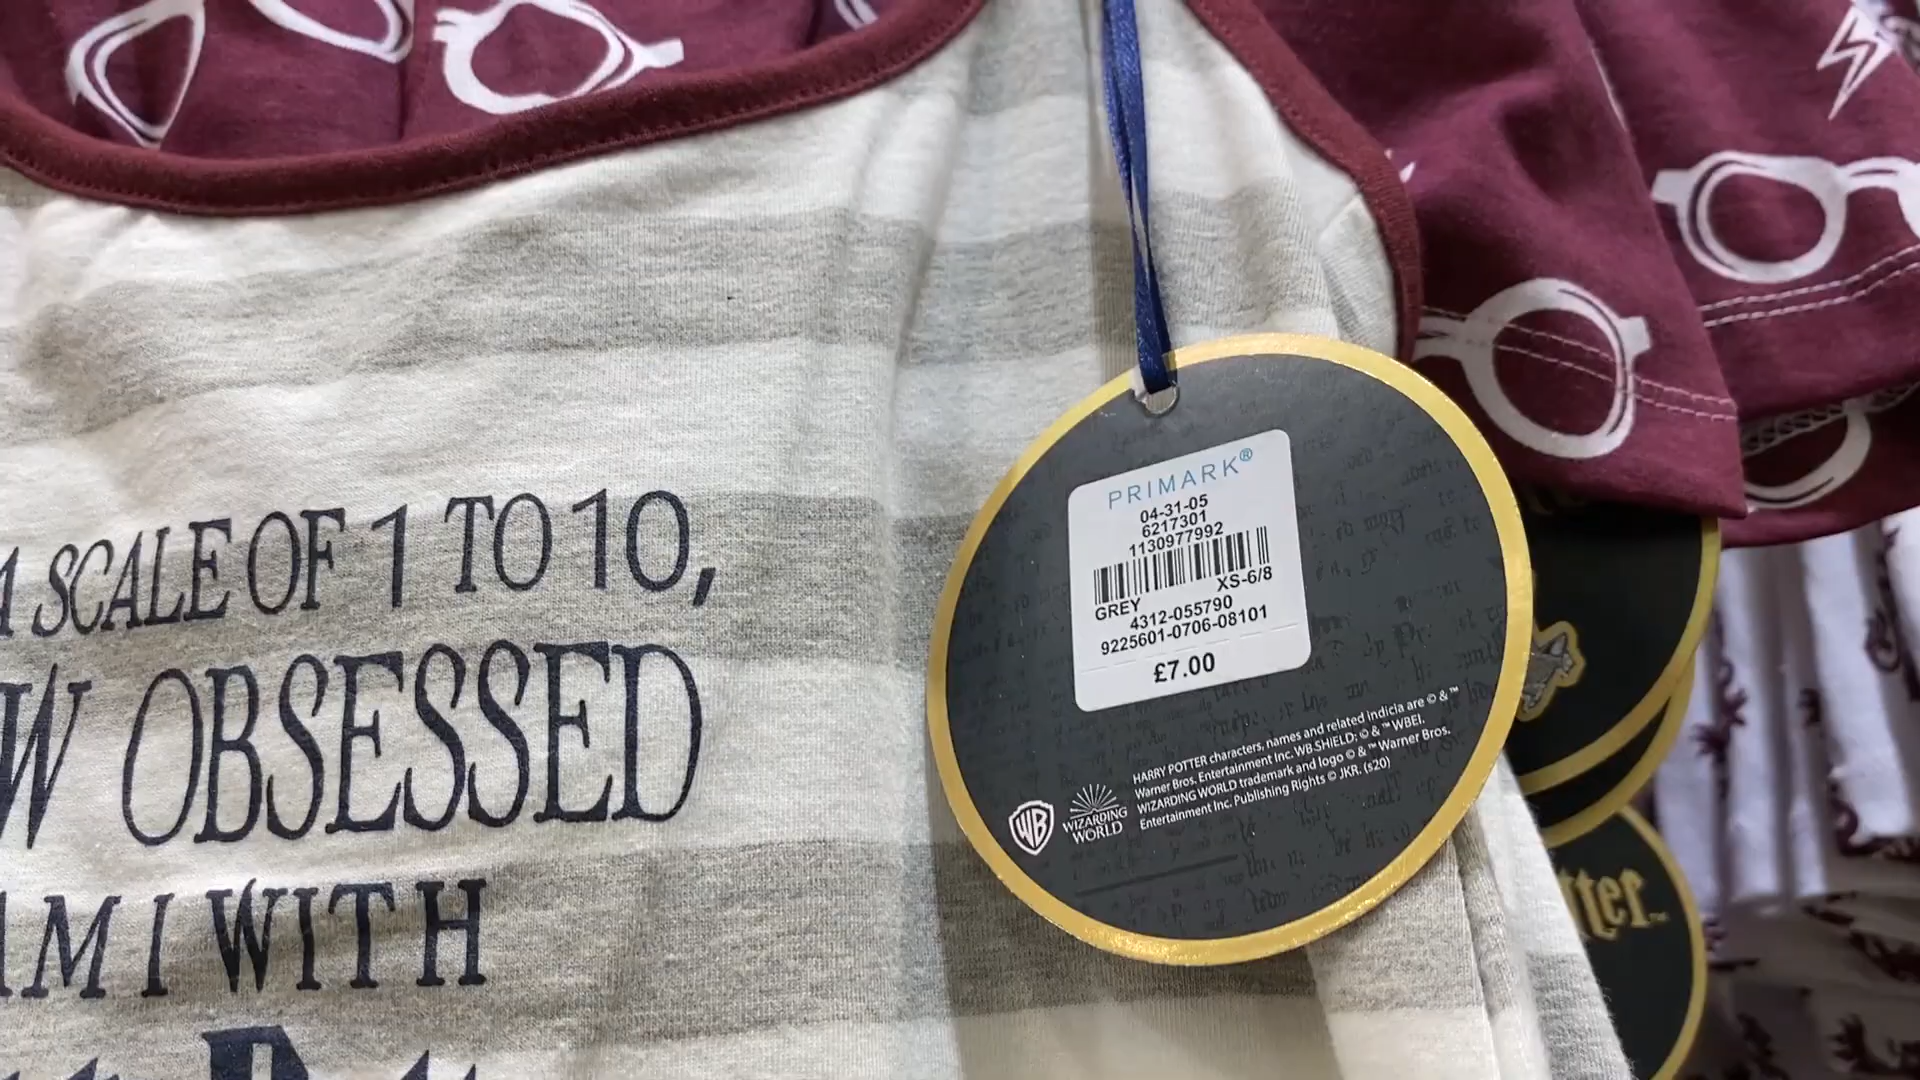 A SCALE OF 1 TO 10,
W OBSESSED
AM I WITH
PRIMARK®
04-31-05
6217301
1130977992
GREY XS-6/8
4312-055790
9225601-0706-08101
£7.00
HARRY POTTER characters, names and related indicia are © & ™
Warner Bros. Entertainment Inc. WB SHIELD: © & ™ WBEI.
WIZARDING WORLD trademark and logo © & ™ Warner Bros.
Entertainment Inc. Publishing Rights © JKR. (s20)
WB
WIZARDING
WORLD
tter™